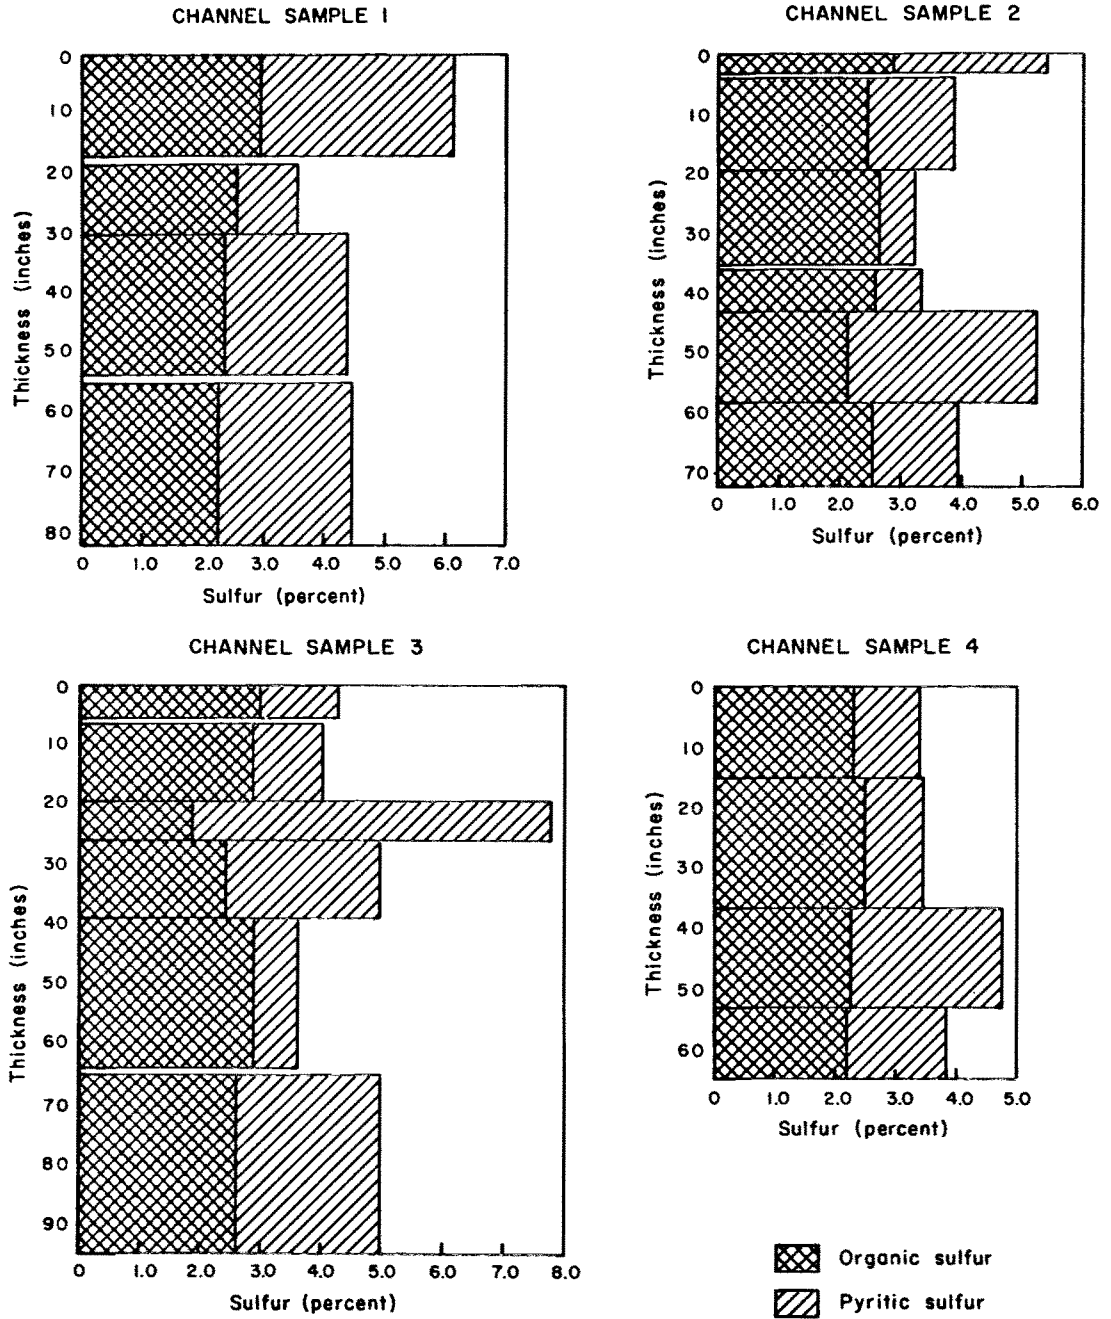 CHANNEL SAMPLE 1
0
10
20
30
40
50
60
70
80
Thickness (inches)
0 1.0 2.0 3.0 4.0 5.0 6.0 7.0
Sulfur (percent)
CHANNEL SAMPLE 2
0
10
20
30
40
50
60
70
Thickness (inches)
0 1.0 2.0 3.0 4.0 5.0 6.0
Sulfur (percent)
CHANNEL SAMPLE 3
0
10
20
30
40
50
60
70
80
90
Thickness (inches)
0 1.0 2.0 3.0 4.0 5.0 6.0 7.0 8.0
Sulfur (percent)
CHANNEL SAMPLE 4
0
10
20
30
40
50
60
Thickness (inches)
0 1.0 2.0 3.0 4.0 5.0
Sulfur (percent)
Organic sulfur
Pyritic sulfur